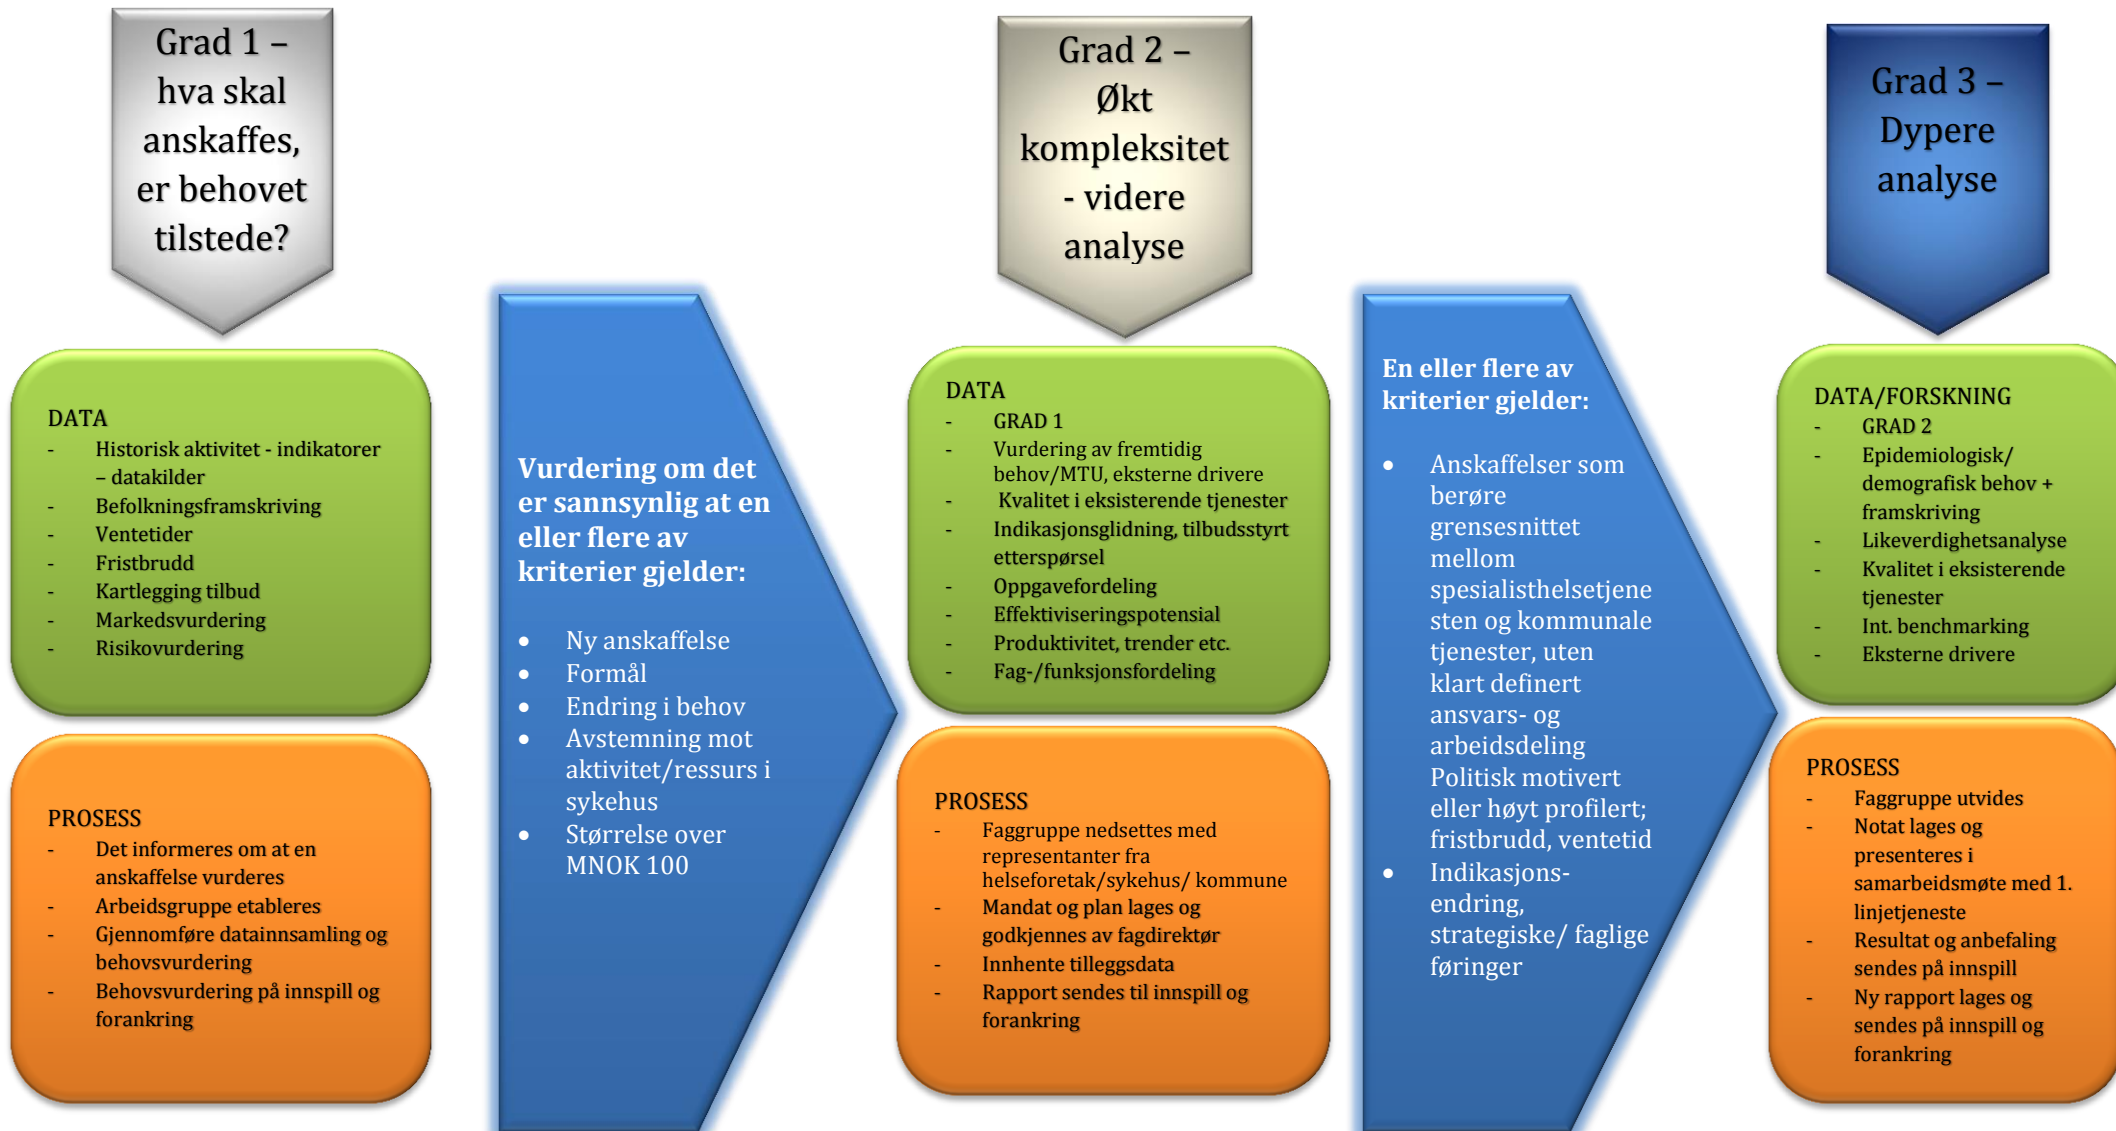 Grad 1 –
hva skal
anskaffes,
er behovet
tilstede?
DATA
- Historisk aktivitet - indikatorer
– datakilder
- Befolkningsframskriving
- Ventetider
- Fristbrudd
- Kartlegging tilbud
- Markedsvurdering
- Risikovurdering
PROSESS
- Det informeres om at en
anskaffelse vurderes
- Arbeidsgruppe etableres
- Gjennomføre datainnsamling og
behovsvurdering
- Behovsvurdering på innspill og
forankring
Vurdering om det
er sannsynlig at en
eller flere av
kriterier gjelder:
• Ny anskaffelse
• Formål
• Endring i behov
• Avstemning mot
aktivitet/ressurs i
sykehus
• Størrelse over
MNOK 100
Grad 2 –
Økt
kompleksitet
- videre
analyse
DATA
- GRAD 1
- Vurdering av fremtidig
behov/MTU, eksterne drivere
- Kvalitet i eksisterende tjenester
- Indikasjonsglidning, tilbudsstyrt
etterspørsel
- Oppgavefordeling
- Effektiviseringspotensial
- Produktivitet, trender etc.
- Fag-/funksjonsfordeling
PROSESS
- Faggruppe nedsettes med
representanter fra
helseforetak/sykehus/ kommune
- Mandat og plan lages og
godkjennes av fagdirektør
- Innhente tilleggsdata
- Rapport sendes til innspill og
forankring
En eller flere av
kriterier gjelder:
• Anskaffelser som
berøre
grensesnittet
mellom
spesialisthelsetjene
sten og kommunale
tjenester, uten
klart definert
ansvars- og
arbeidsdeling
Politisk motivert
eller høyt profilert;
fristbrudd, ventetid
• Indikasjons-
endring,
strategiske/ faglige
føringer
Grad 3 –
Dypere
analyse
DATA/FORSKNING
- GRAD 2
- Epidemiologisk/
demografisk behov +
framskriving
- Likeverdighetsanalyse
- Kvalitet i eksisterende
tjenester
- Int. benchmarking
- Eksterne drivere
PROSESS
- Faggruppe utvides
- Notat lages og
presenteres i
samarbeidsmøte med 1.
linjetjeneste
- Resultat og anbefaling
sendes på innspill
- Ny rapport lages og
sendes på innspill og
forankring